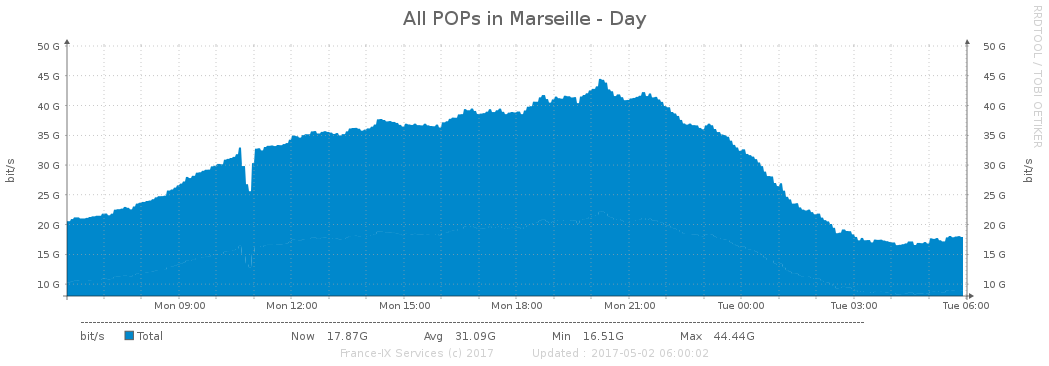 All POPs in Marseille - Day
RRDTOOL / TOBI OETIKER
50 G 50 G
45 G 45 G
40 G 40 G
35 G 35 G
30 G 30 G
25 G 25 G
20 G 20 G
15 G 15 G
10 G 10 G
bit/s bit/s
Mon 09:00 Mon 12:00 Mon 15:00 Mon 18:00 Mon 21:00 Tue 00:00 Tue 03:00 Tue 06:00
bit/s Total Now 17.87G Avg 31.09G Min 16.51G Max 44.44G
France-IX Services (c) 2017 Updated : 2017-05-02 06:00:02